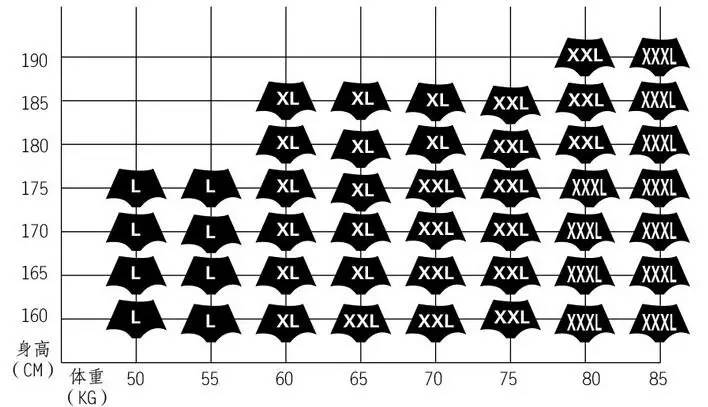 190 XXL XXXL
185 XL XL XL XXL XXL XXXL
180 XL XL XL XXL XXL XXXL
175 L L XL XL XXL XXL XXXL XXXL
170 L L XL XL XXL XXL XXXL XXXL
165 L L XL XL XXL XXL XXXL XXXL
160 L L XL XXL XXL XXL XXXL XXXL
身高
(CM)
体重 50 55 60 65 70 75 80 85
(KG)